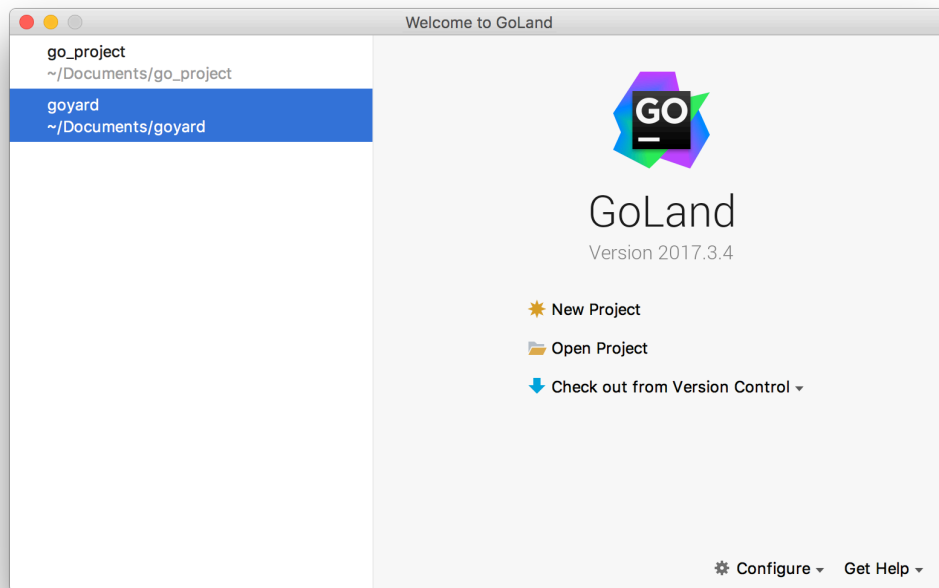 Welcome to GoLand
go_project
~/Documents/go_project
goyard
~/Documents/goyard
GO
GoLand
Version 2017.3.4
New Project
Open Project
Check out from Version Control
Configure
Get Help